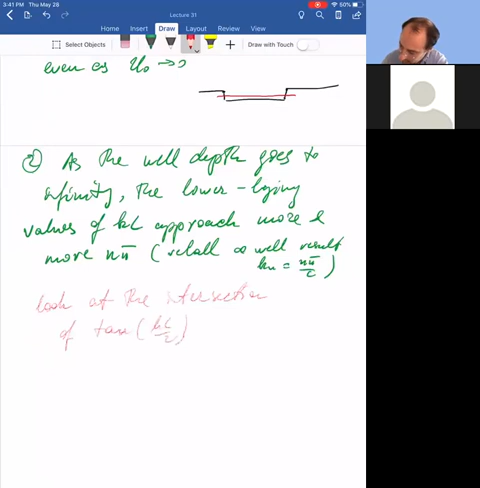 3:41 PM Thu May 28
50%
Lecture 31
Home Insert Draw Layout Review View
Select Objects
Draw with Touch
even as U₀ →
② As the well depth goes to
infinity, the lower-lying
values of kL approach more &
more nπ (recall ∞ well result
kn = nπ/L)
look at the intersection
of tan(kL/2)